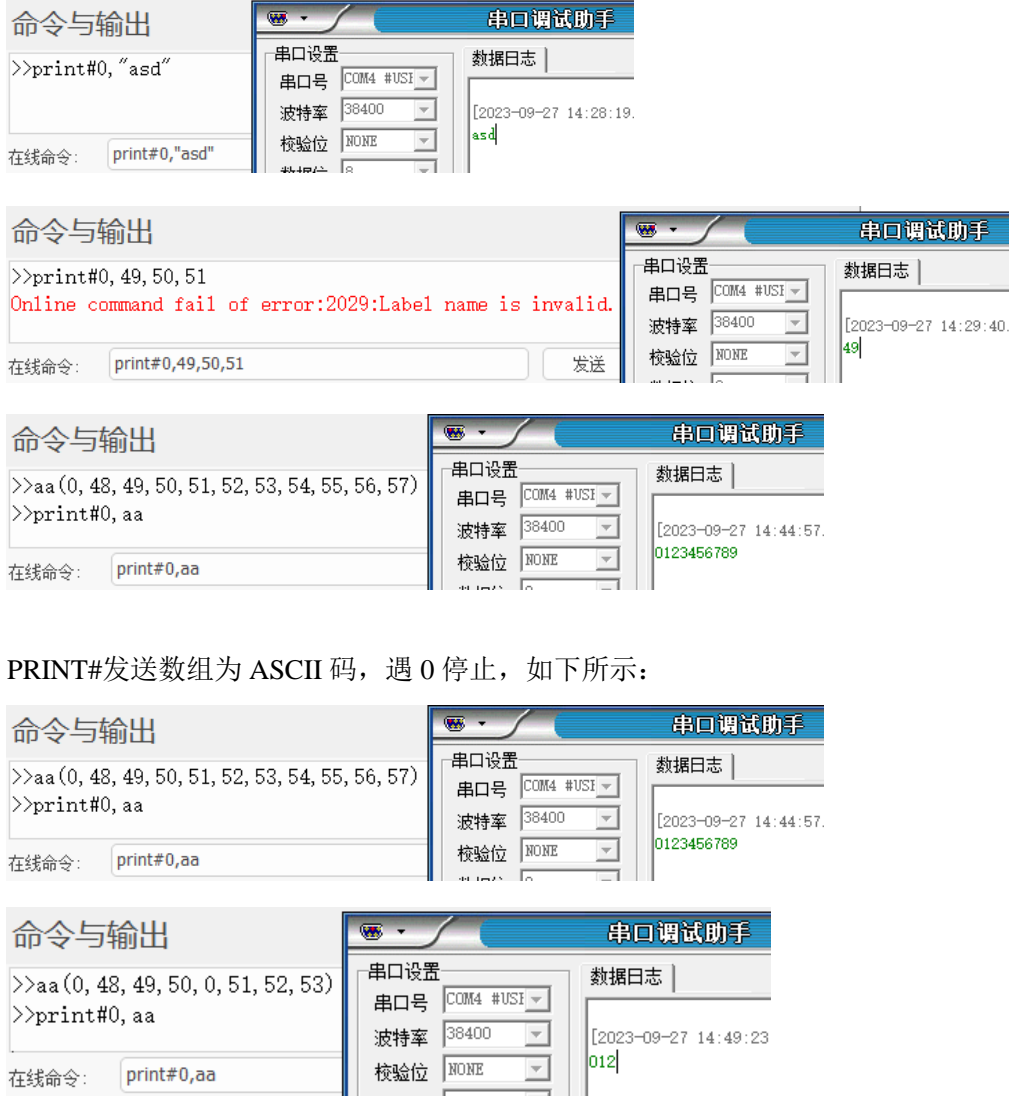 命令与输出
>>print#0,"asd"
在线命令: print#0,"asd"
串口调试助手
串口设置
串口号 COM4 #USI
波特率 38400
校验位 NONE
数据日志
[2023-09-27 14:28:19.
asd
命令与输出
>>print#0,49,50,51
Online command fail of error:2029:Label name is invalid.
在线命令: print#0,49,50,51 发送
串口调试助手
串口设置
串口号 COM4 #USI
波特率 38400
校验位 NONE
数据日志
[2023-09-27 14:29:40.
49
命令与输出
>>aa(0,48,49,50,51,52,53,54,55,56,57)
>>print#0,aa
在线命令: print#0,aa
串口调试助手
串口设置
串口号 COM4 #USI
波特率 38400
校验位 NONE
数据日志
[2023-09-27 14:44:57.
0123456789
PRINT#发送数组为 ASCII 码，遇 0 停止，如下所示：
命令与输出
>>aa(0,48,49,50,51,52,53,54,55,56,57)
>>print#0,aa
在线命令: print#0,aa
串口调试助手
串口设置
串口号 COM4 #USI
波特率 38400
校验位 NONE
数据日志
[2023-09-27 14:44:57.
0123456789
命令与输出
>>aa(0,48,49,50,0,51,52,53)
>>print#0,aa
在线命令: print#0,aa
串口调试助手
串口设置
串口号 COM4 #USI
波特率 38400
校验位 NONE
数据日志
[2023-09-27 14:49:23
012